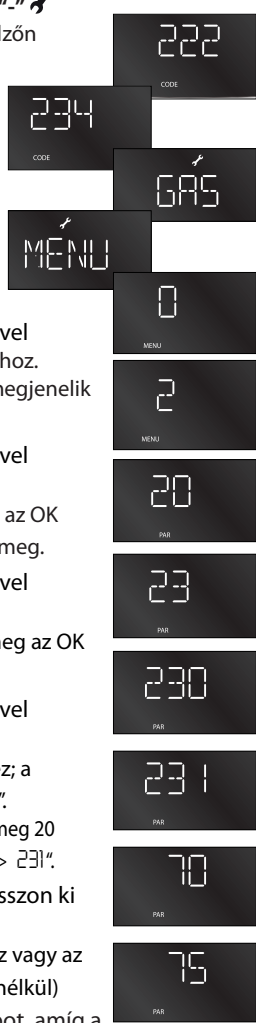 "-"
lzőn
222
CODE
234
CODE
GAS
MENU
0
MENU
vel
hoz.
megjenelik
2
MENU
vel
az OK
meg.
20
PAR
vel
23
PAR
meg az OK
230
PAR
vel
z; a
".
meg 20
> 231".
231
PAR
sszon ki
70
PAR
z vagy az
nélkül)
pot, amíg a
75
PAR